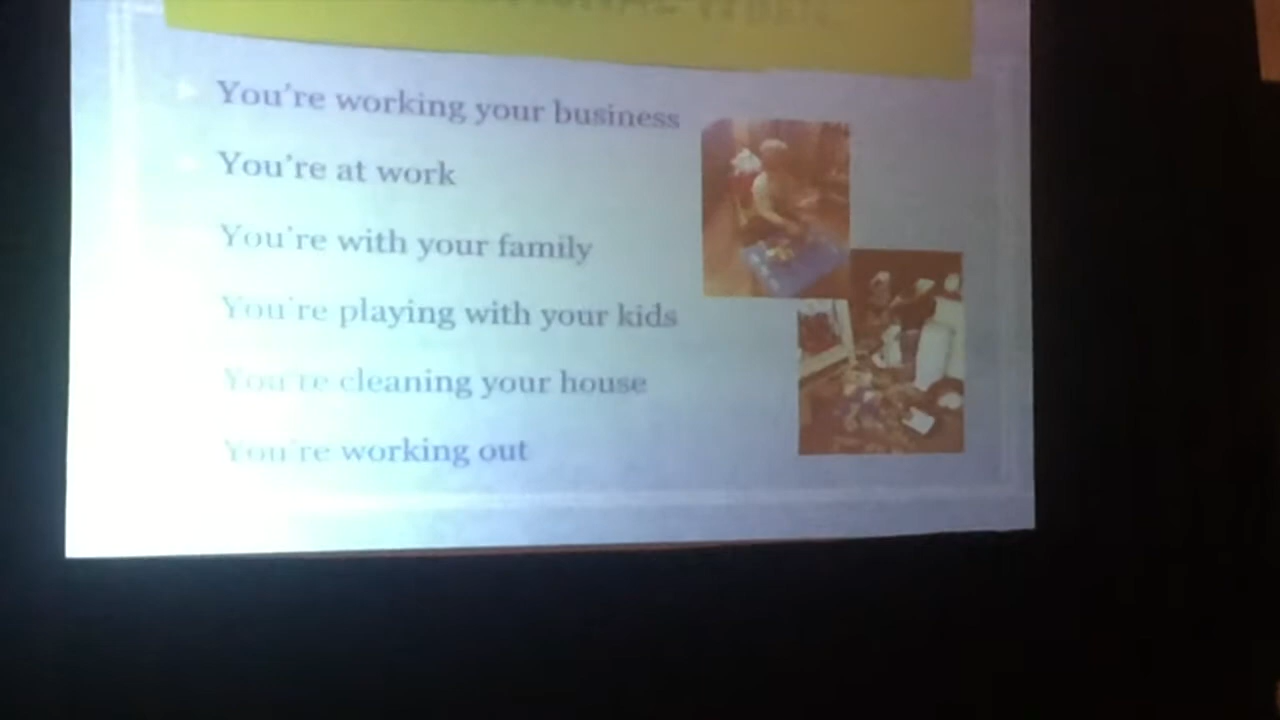 You're working your business
You're at work
You're with your family
You're playing with your kids
You're cleaning your house
You're working out